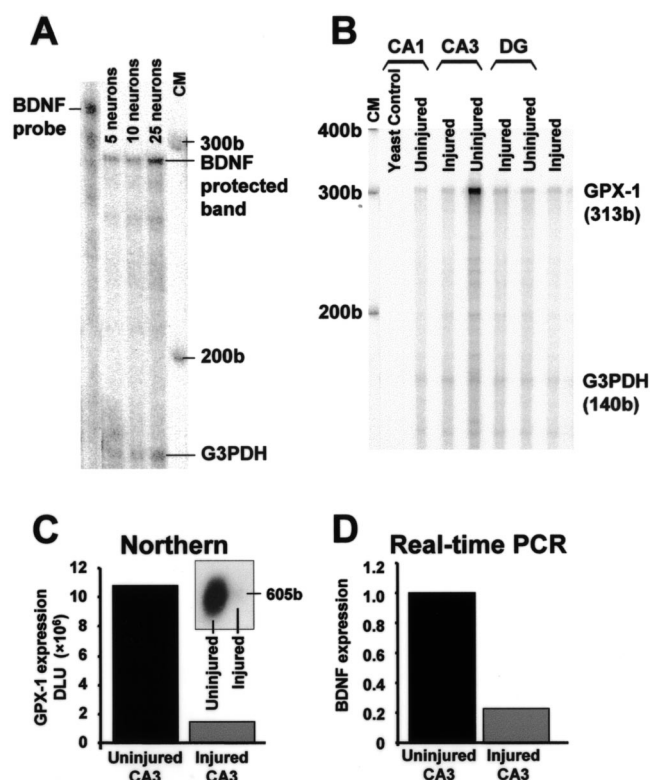 A
BDNF
probe
5 neurons
10 neurons
25 neurons
CM
300b
BDNF
protected
band
200b
G3PDH
B
CA1
CA3
DG
CM
Yeast Control
Uninjured
Injured
Uninjured
Injured
Uninjured
Injured
400b
300b
200b
GPX-1
(313b)
G3PDH
(140b)
C
Northern
GPX-1 expression
DLU (×10⁶)
12
10
8
6
4
2
0
605b
Uninjured
Injured
Uninjured
CA3
Injured
CA3
D
Real-time PCR
BDNF expression
1.2
1.0
0.8
0.6
0.4
0.2
0
Uninjured
CA3
Injured
CA3